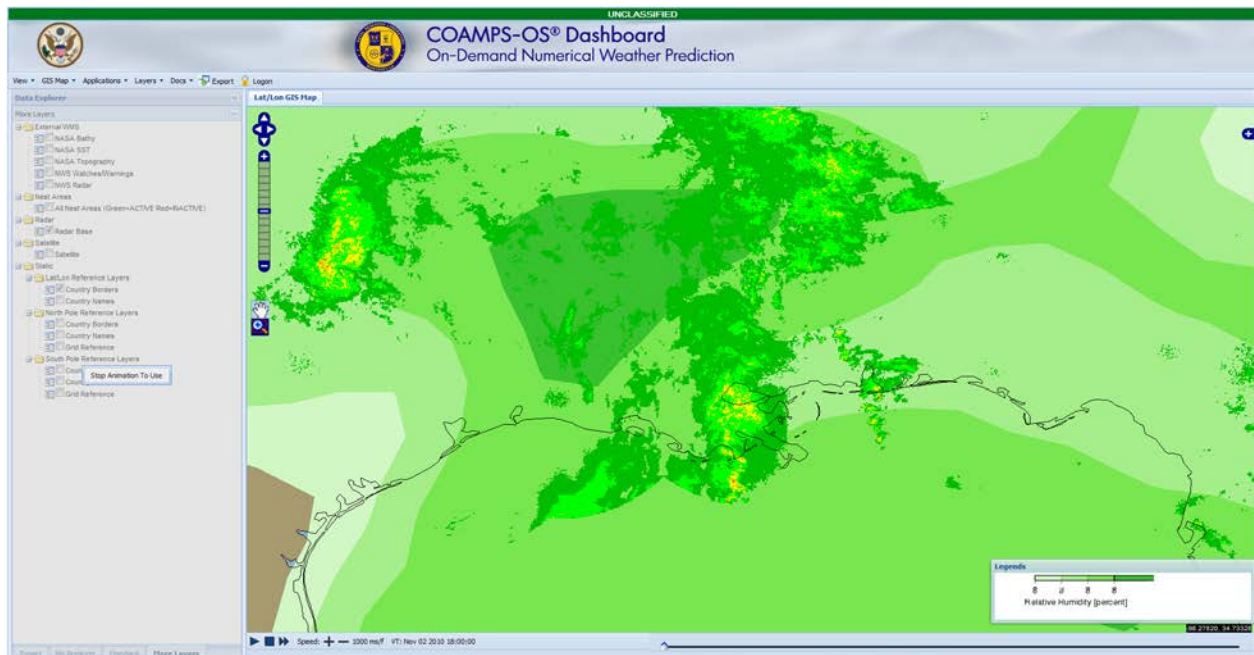 UNCLASSIFIED
COAMPS-OS® Dashboard
On-Demand Numerical Weather Prediction
View GIS Map Applications Layers Docs Export Logon
Data Explorer
Lat/Lon GIS Map
More Layers
External WMS
NASA Bathy
NASA SST
NASA Topography
NWS Watches/Warnings
NWS Radar
Nest Areas
All Nest Areas (Green=ACTIVE Red=INACTIVE)
Radar
Radar Base
Satellite
Satellite
Static
Lat/Lon Reference Layers
Country Borders
Country Names
North Pole Reference Layers
Country Borders
Country Names
Grid Reference
South Pole Reference Layers
Stop Animation To Use
Grid Reference
Legends
Relative Humidity [percent]
Speed: 1000 ms/f VT: Nov 02 2010 18:00:00
More Layers